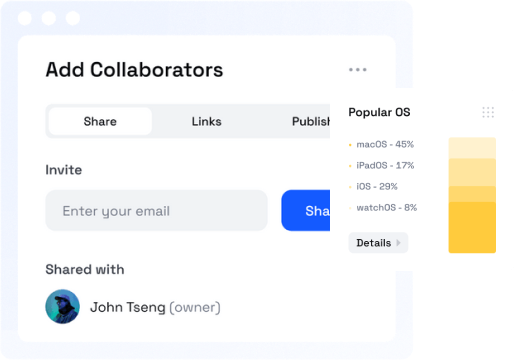 Add Collaborators
Share
Links
Publish
Invite
Enter your email
Sha
Shared with
John Tseng (owner)
Popular OS
macOS - 45%
iPadOS - 17%
iOS - 29%
watchOS - 8%
Details